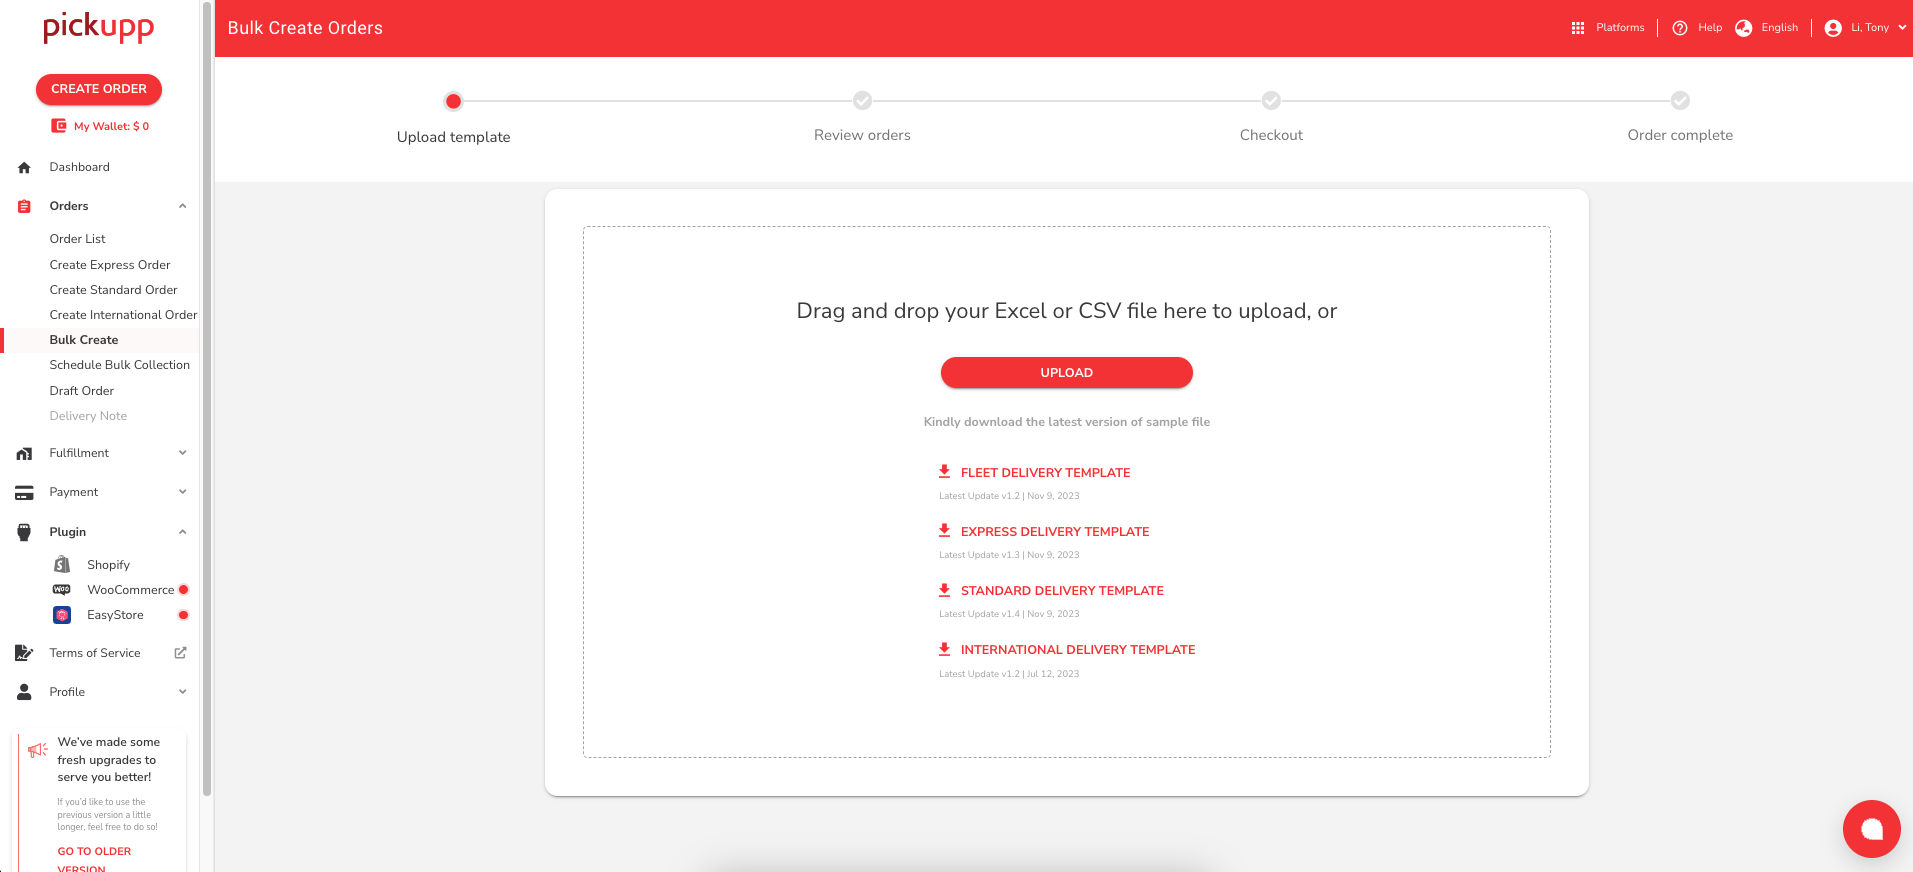 pickupp
CREATE ORDER
My Wallet: $ 0
Dashboard
Orders
Order List
Create Express Order
Create Standard Order
Create International Order
Bulk Create
Schedule Bulk Collection
Draft Order
Delivery Note
Fulfillment
Payment
Plugin
Shopify
WOO WooCommerce
EasyStore
Terms of Service
Profile
We've made some
fresh upgrades to
serve you better!
If you'd like to use the
previous version a little
longer, feel free to do so!
GO TO OLDER
VERSION
Bulk Create Orders
Platforms
Help
English
Li, Tony
Upload template
Review orders
Checkout
Order complete
Drag and drop your Excel or CSV file here to upload, or
UPLOAD
Kindly download the latest version of sample file
FLEET DELIVERY TEMPLATE
Latest Update v1.2 | Nov 9, 2023
EXPRESS DELIVERY TEMPLATE
Latest Update v1.3 | Nov 9, 2023
STANDARD DELIVERY TEMPLATE
Latest Update v1.4 | Nov 9, 2023
INTERNATIONAL DELIVERY TEMPLATE
Latest Update v1.2 | Jul 12, 2023